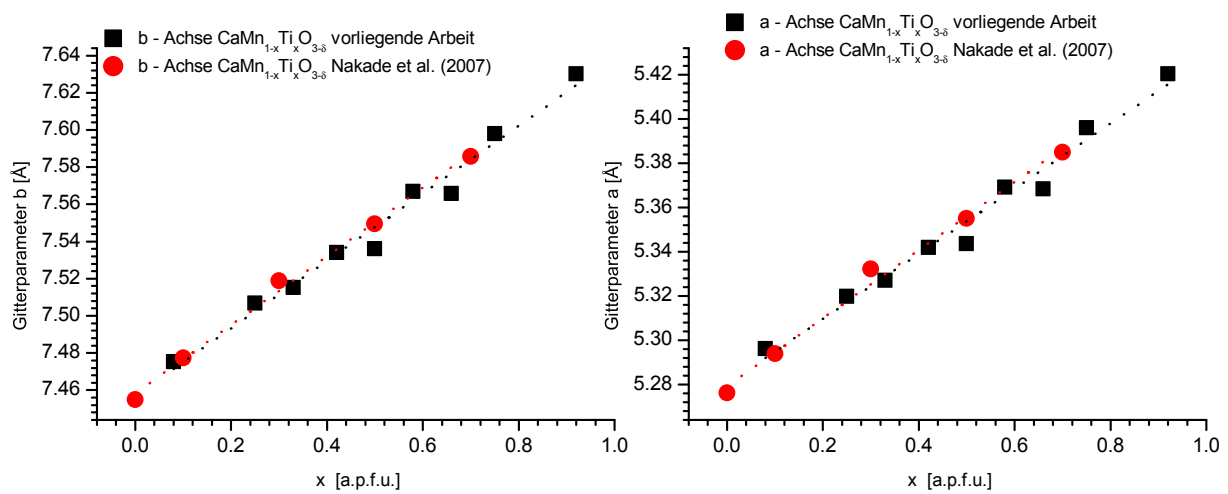 b - Achse CaMn1-xTixO3-δ vorliegende Arbeit
b - Achse CaMn1-xTixO3-δ Nakade et al. (2007)
7.64
7.62
7.60
7.58
7.56
7.54
7.52
7.50
7.48
7.46
Gitterparameter b [Å]
0.0 0.2 0.4 0.6 0.8 1.0
x [a.p.f.u.]
a - Achse CaMn1-xTixO3-δ vorliegende Arbeit
a - Achse CaMn1-xTixO3-δ Nakade et al. (2007)
5.42
5.40
5.38
5.36
5.34
5.32
5.30
5.28
Gitterparameter a [Å]
0.0 0.2 0.4 0.6 0.8 1.0
x [a.p.f.u.]